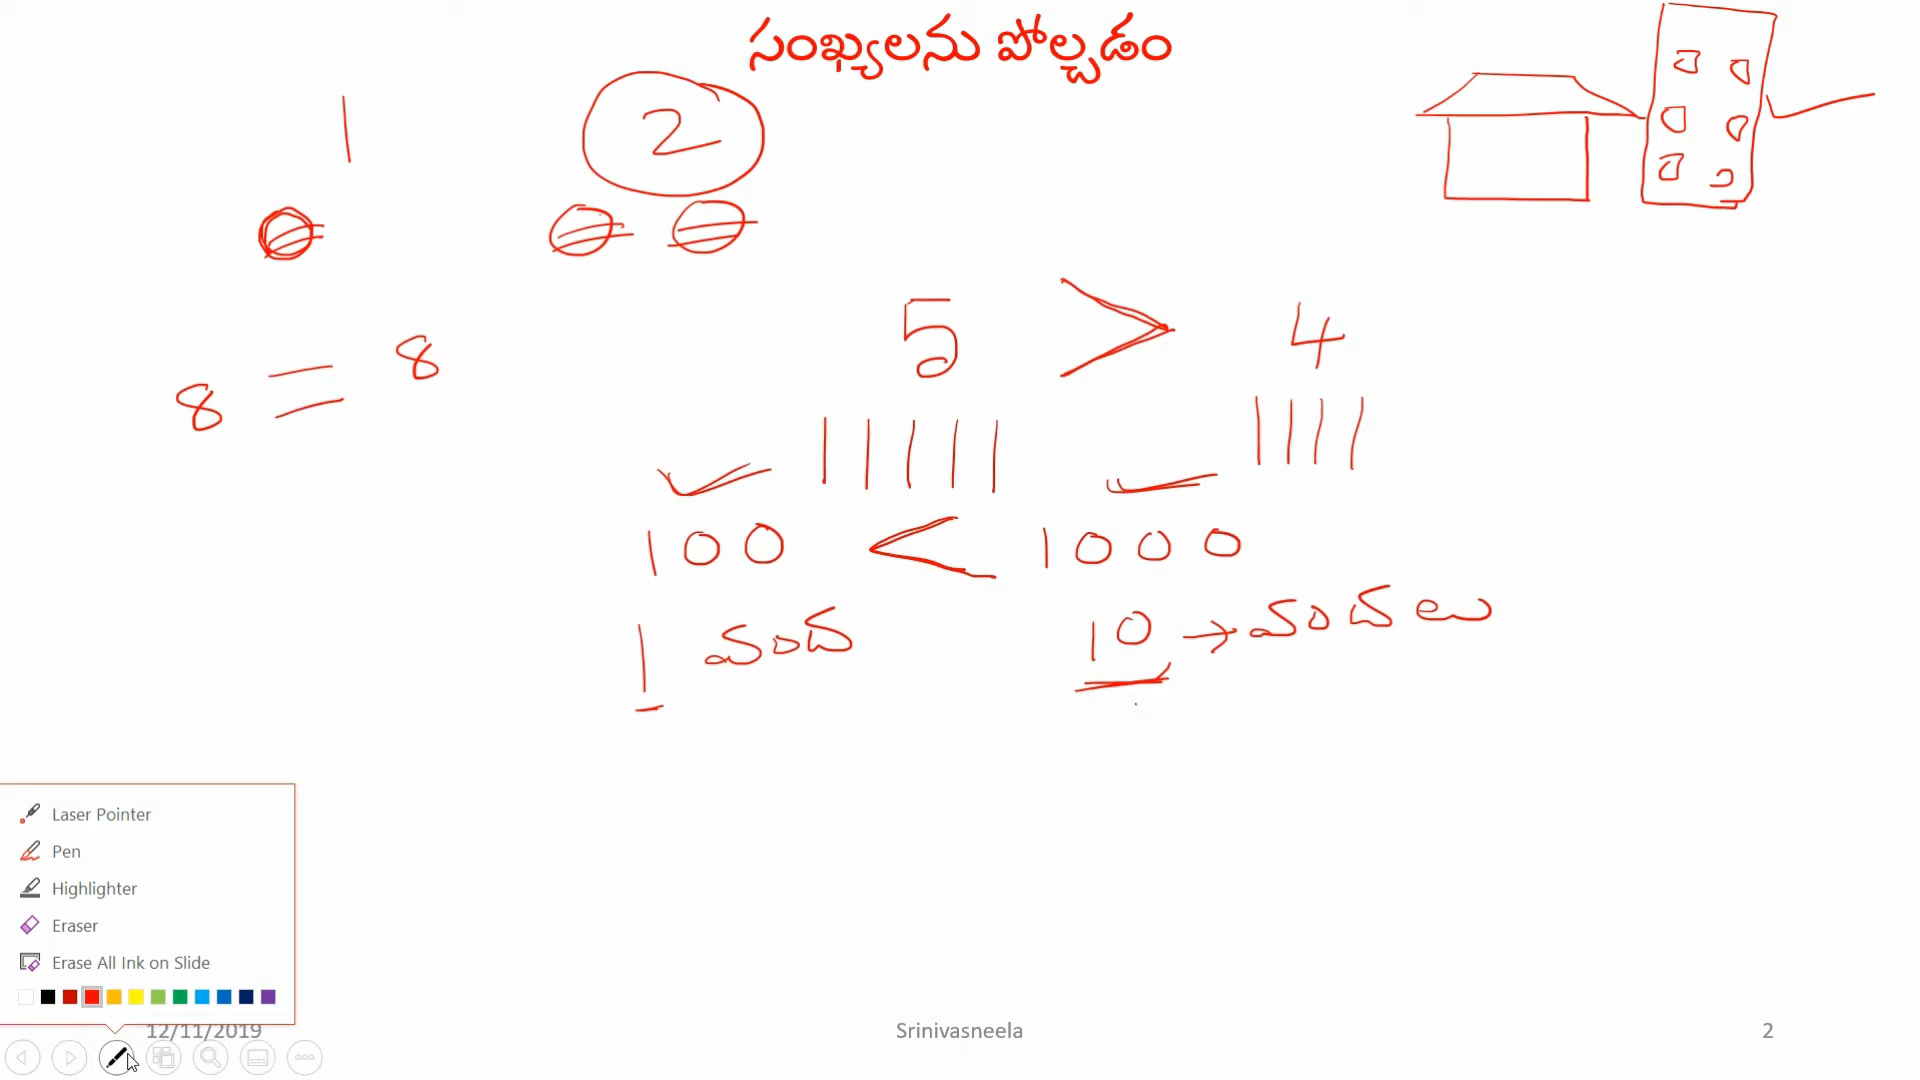 సంఖ్యలను పోల్చడం
1 2
5 > 4
8 = 8
100 < 1000
1 వంద 10 → వందలు
Laser Pointer
Pen
Highlighter
Eraser
Erase All Ink on Slide
12/11/2019 Srinivasneela 2